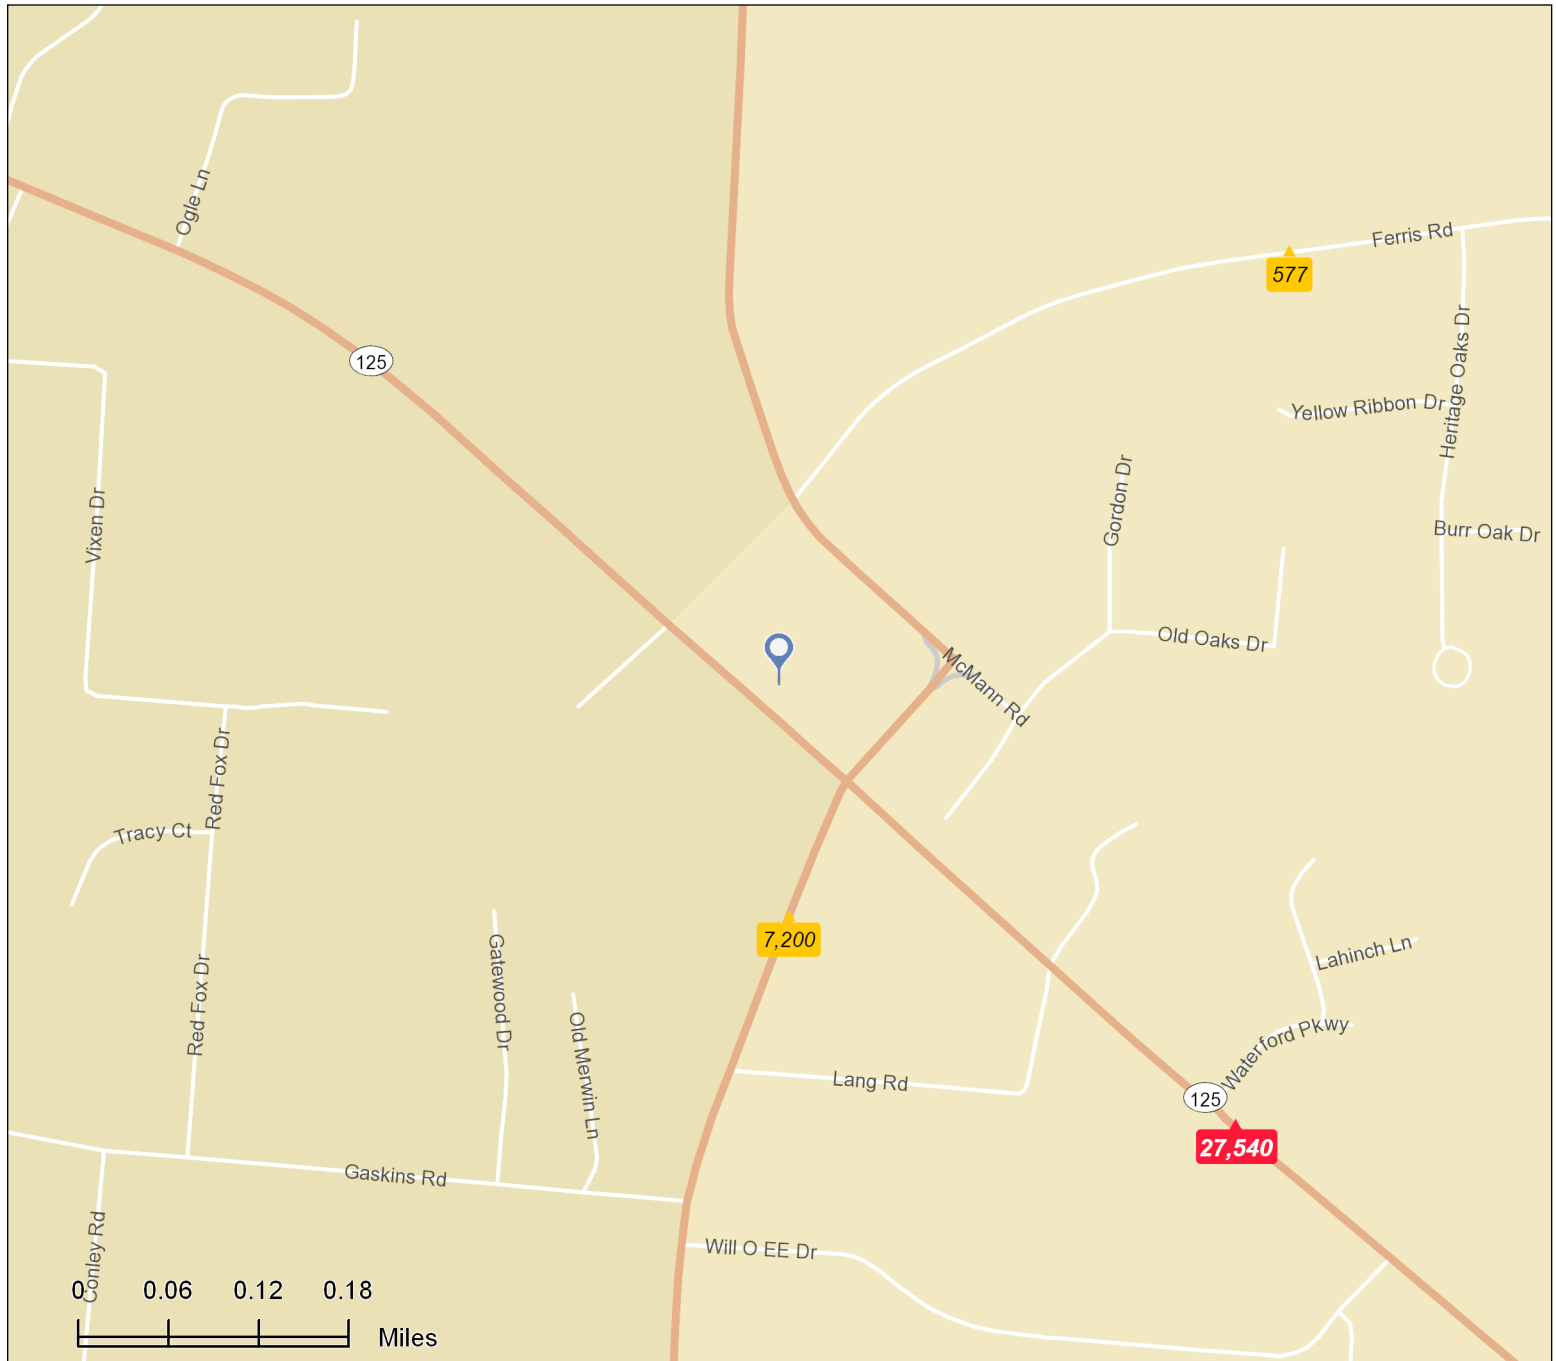 Ogle Ln
Ferris Rd
577
Heritage Oaks Dr
125
Yellow Ribbon Dr
Gordon Dr
Vixen Dr
Burr Oak Dr
Old Oaks Dr
McMann Rd
Red Fox Dr
Tracy Ct
7,200
Gatewood Dr
Lahinch Ln
Red Fox Dr
Old Merwin Ln
Waterford Pkwy
Lang Rd
125
27,540
Gaskins Rd
Conley Rd
Will O EE Dr
0 0.06 0.12 0.18
Miles